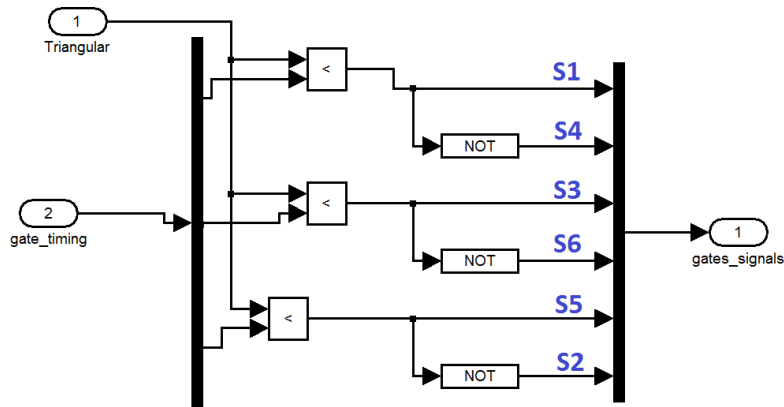 1
Triangular
<
S1
NOT
S4
2
gate_timing
<
S3
NOT
S6
1
gates_signals
<
S5
NOT
S2